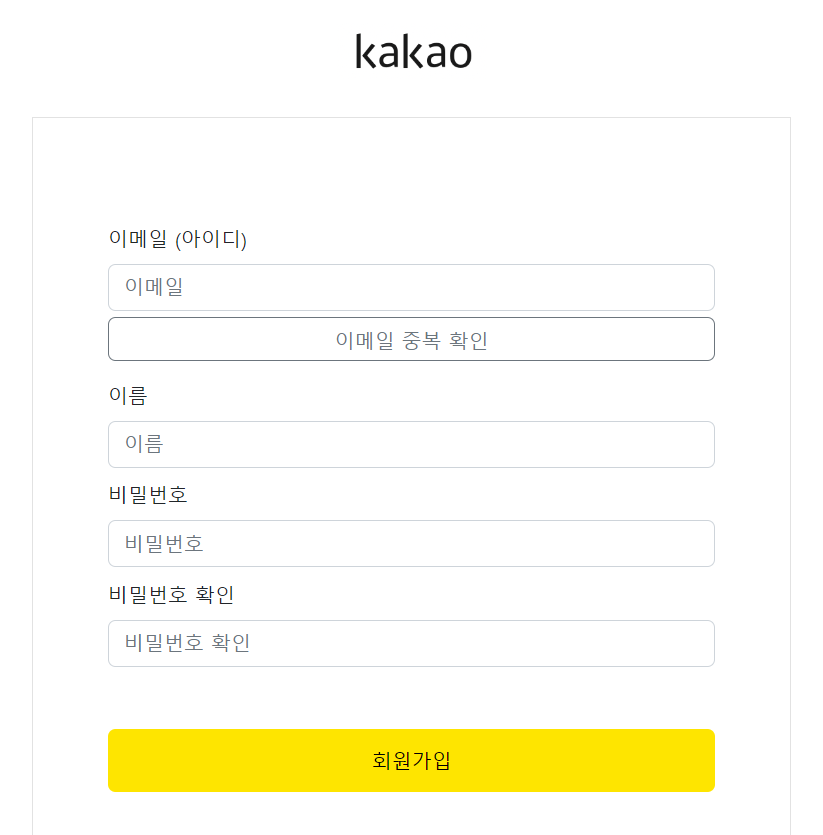 kakao
이메일 (아이디)
이메일
이메일 중복 확인
이름
이름
비밀번호
비밀번호
비밀번호 확인
비밀번호 확인
회원가입